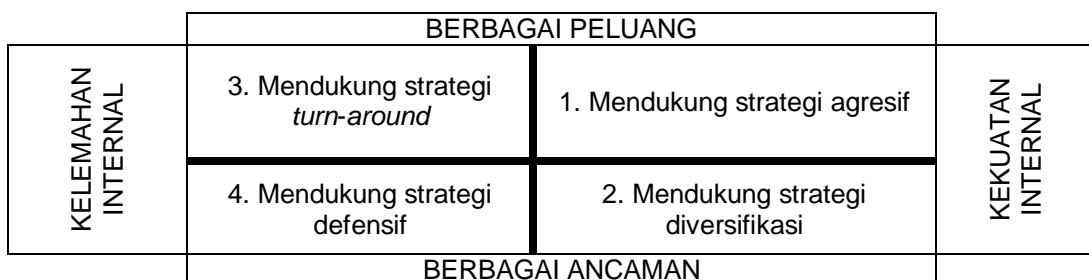 BERBAGAI PELUANG
KELEMAHAN
INTERNAL
3. Mendukung strategi
turn-around
1. Mendukung strategi agresif
KEKUATAN
INTERNAL
4. Mendukung strategi
defensif
2. Mendukung strategi
diversifikasi
BERBAGAI ANCAMAN